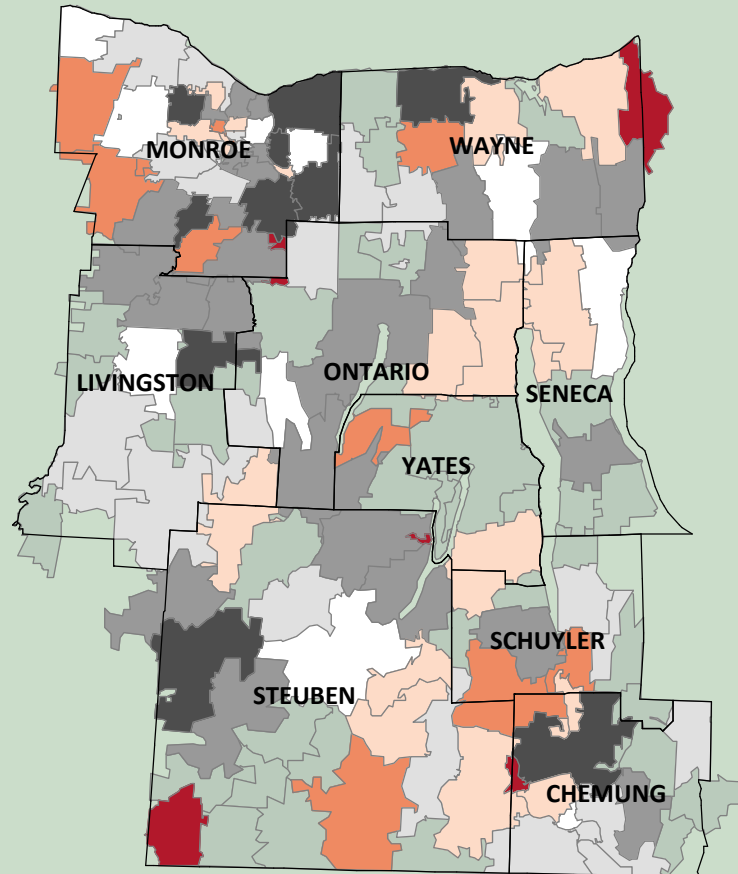 MONROE
WAYNE
LIVINGSTON
ONTARIO
SENECA
YATES
SCHUYLER
STEUBEN
CHEMUNG